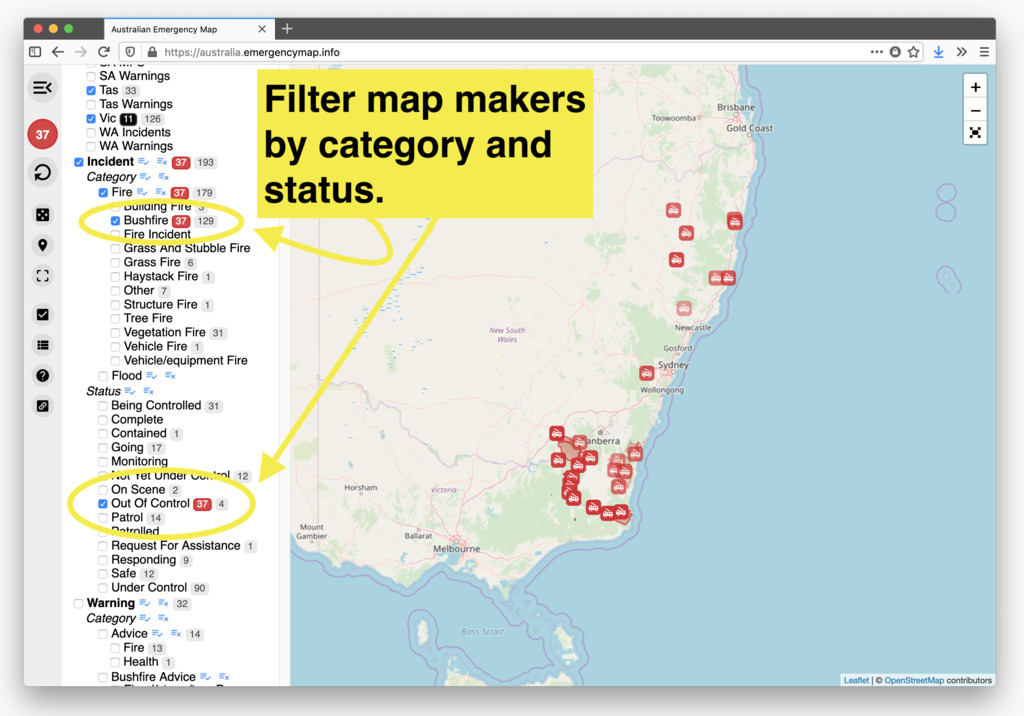 Australian Emergency Map
https://australia.emergencymap.info
SA Warnings
Tas 33
Tas Warnings
Vic 11 126
WA Incidents
WA Warnings
37
Incident 37 193
Category
Fire 37 179
Building Fire 3
Bushfire 37 129
Fire Incident
Grass And Stubble Fire
Grass Fire 6
Haystack Fire 1
Other 7
Structure Fire 1
Tree Fire
Vegetation Fire 31
Vehicle Fire 1
Vehicle/equipment Fire
Flood
Status
Being Controlled 31
Complete
Contained 1
Going 17
Monitoring
Not Yet Under Control 12
On Scene 2
Out Of Control 37 4
Patrol 14
Patrolled
Request For Assistance 1
Responding 9
Safe 12
Under Control 90
Warning 32
Category
Advice 14
Fire 13
Health 1
Bushfire Advice
Filter map makers
by category and
status.
+
−
Brisbane
Toowoomba
Gold Coast
New South
Wales
Newcastle
Gosford
Sydney
Wollongong
anberra
Horsham
Victoria
Mount
Gambier
Ballarat
Melbourne
Bass Strait
Leaflet | © OpenStreetMap contributors